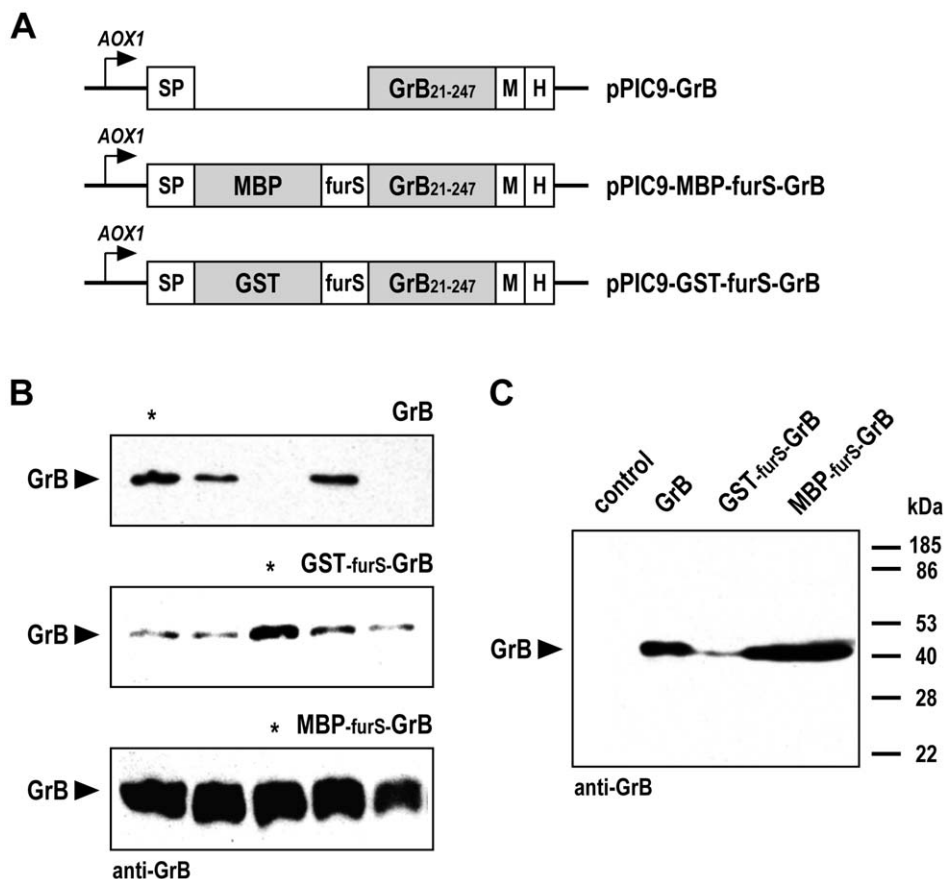 A
AOX1
SP GrB21-247 M H pPIC9-GrB
AOX1
SP MBP furS GrB21-247 M H pPIC9-MBP-furS-GrB
AOX1
SP GST furS GrB21-247 M H pPIC9-GST-furS-GrB
B
* GrB
GrB
* GST-furS-GrB
GrB
* MBP-furS-GrB
GrB
anti-GrB
C
control GrB GST-furS-GrB MBP-furS-GrB kDa
185
86
53
GrB
40
28
22
anti-GrB